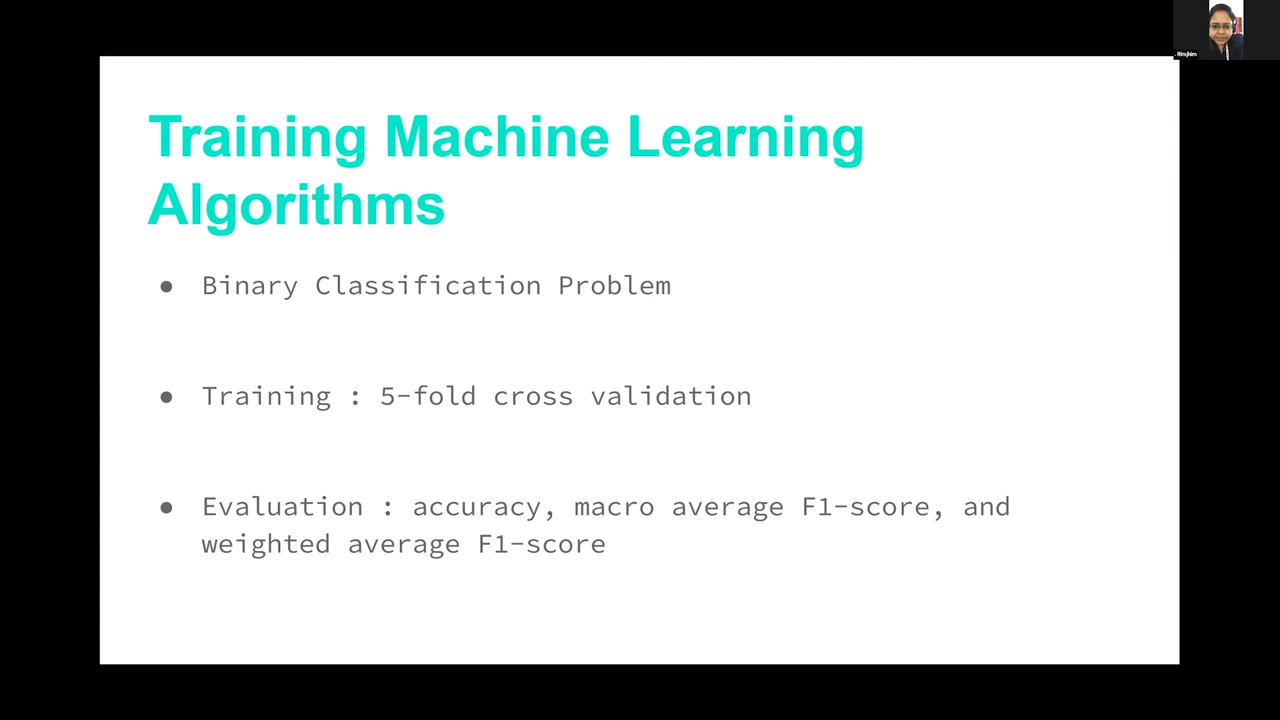 Rimjhim
Training Machine Learning
Algorithms
● Binary Classification Problem
● Training : 5-fold cross validation
● Evaluation : accuracy, macro average F1-score, and
weighted average F1-score